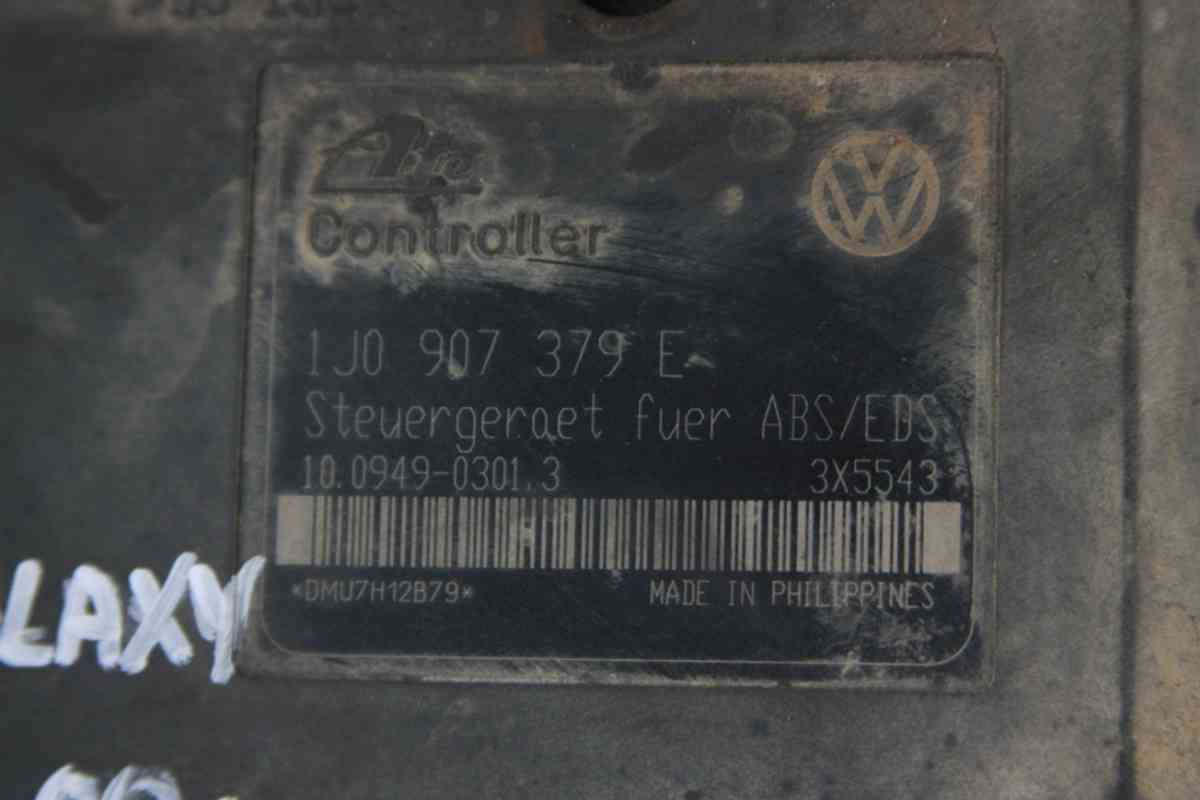 Ate
Controller
1J0 907 379 E
Steuergeraet fuer ABS/EDS
10.0949-0301.3 3X5543
*DMU7H12B79*
MADE IN PHILIPPINES
LAXY